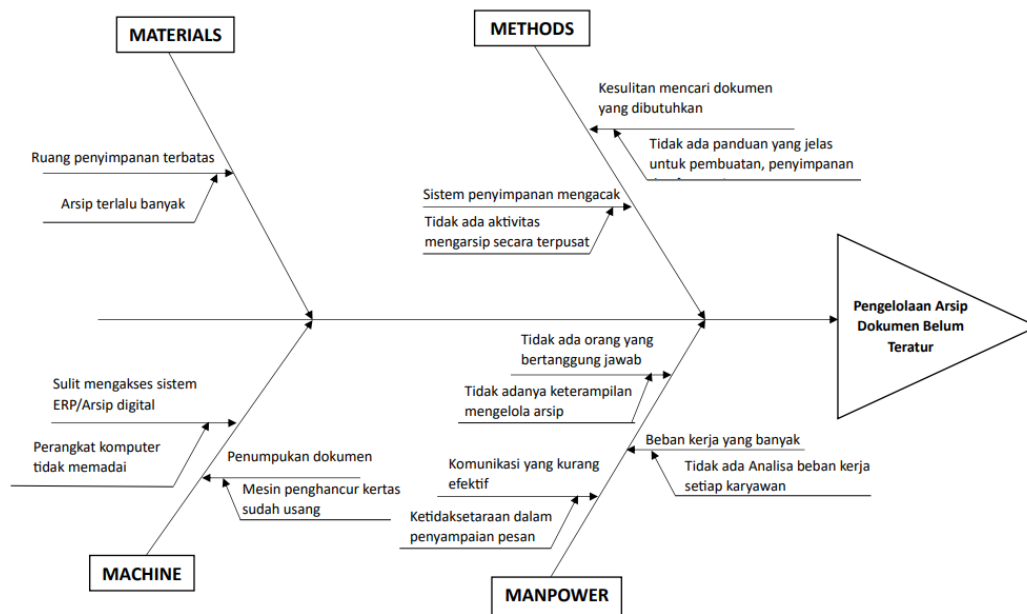 MATERIALS
METHODS
Kesulitan mencari dokumen
yang dibutuhkan
Tidak ada panduan yang jelas
untuk pembuatan, penyimpanan
Ruang penyimpanan terbatas
Arsip terlalu banyak
Sistem penyimpanan mengacak
Tidak ada aktivitas
mengarsip secara terpusat
Pengelolaan Arsip
Dokumen Belum
Teratur
Tidak ada orang yang
bertanggung jawab
Tidak adanya keterampilan
mengelola arsip
Sulit mengakses sistem
ERP/Arsip digital
Perangkat komputer
tidak memadai
Penumpukan dokumen
Mesin penghancur kertas
sudah usang
Beban kerja yang banyak
Tidak ada Analisa beban kerja
setiap karyawan
Komunikasi yang kurang
efektif
Ketidaksetaraan dalam
penyampaian pesan
MACHINE
MANPOWER